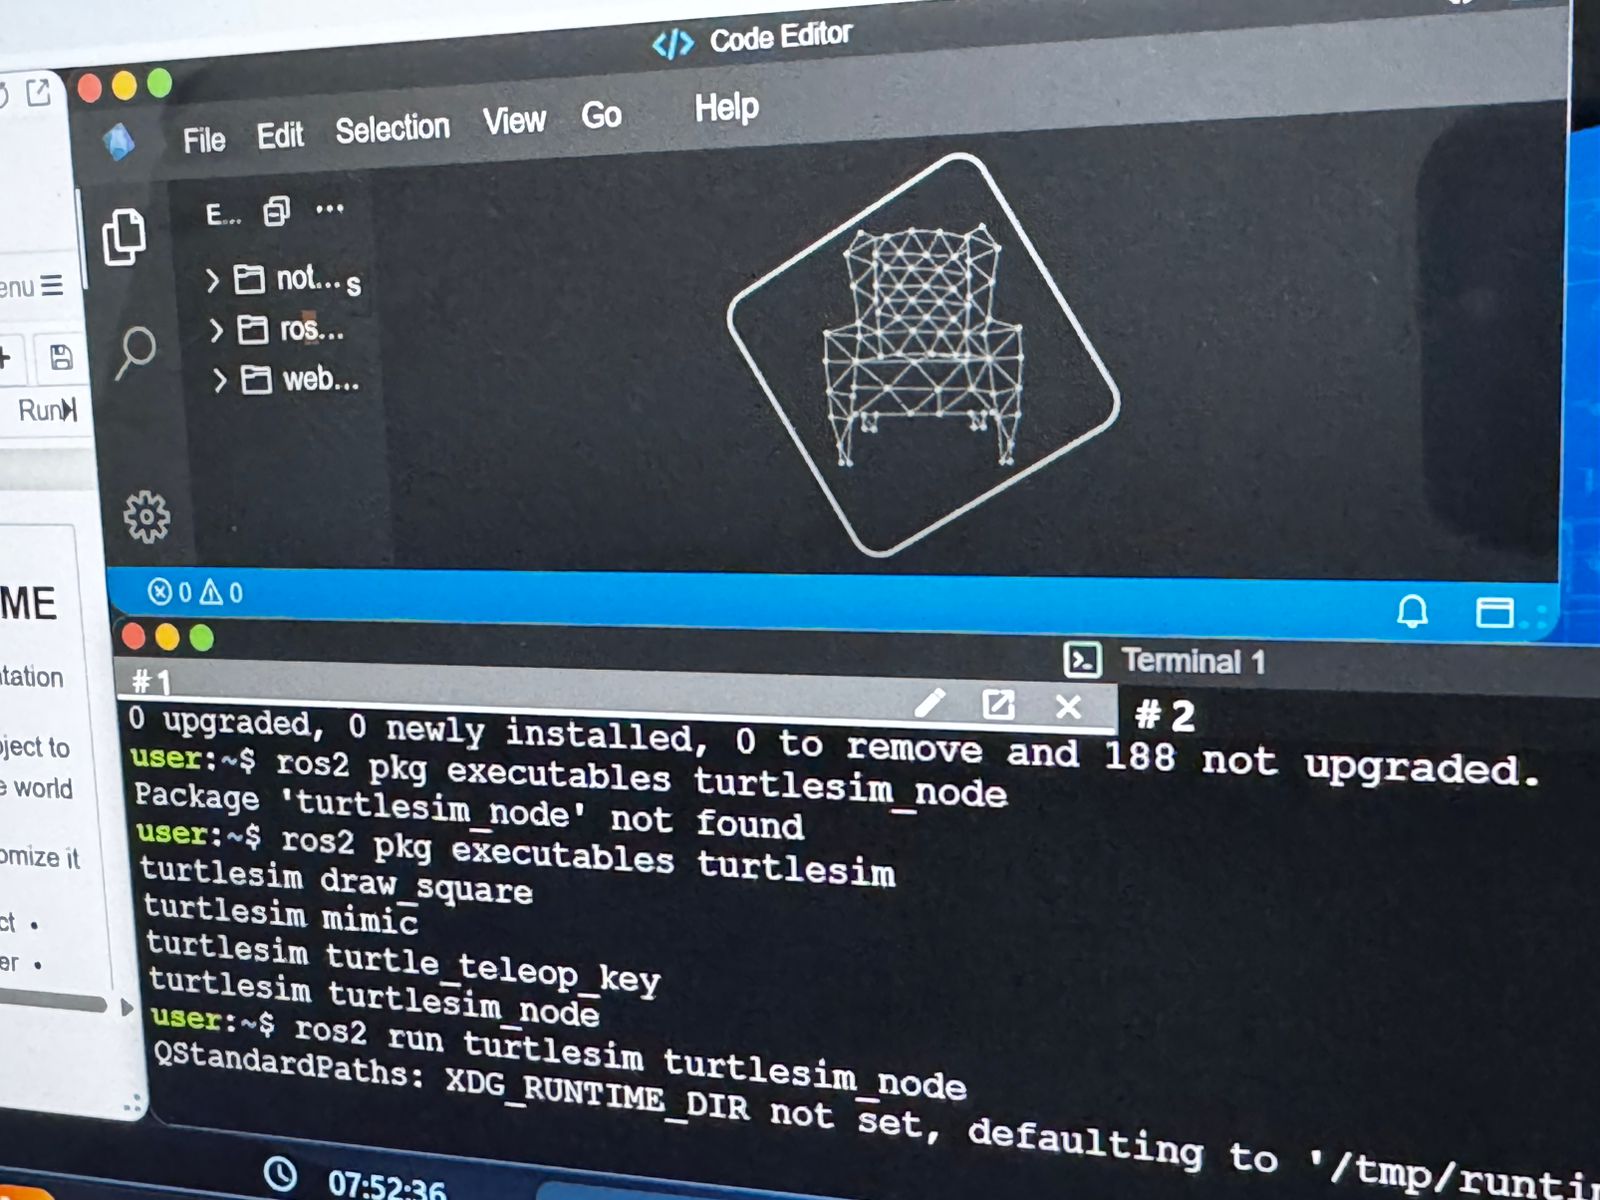 Code Editor
File Edit Selection View Go Help
E... ...
not... s
ros...
web...
0 0
enu
Run
ME
ntation
oject to
e world
omize it
ct •
er •
Terminal 1
#1
#2
0 upgraded, 0 newly installed, 0 to remove and 188 not upgraded.
user:~$ ros2 pkg executables turtlesim_node
Package 'turtlesim_node' not found
user:~$ ros2 pkg executables turtlesim
turtlesim draw_square
turtlesim mimic
turtlesim turtle_teleop_key
turtlesim turtlesim_node
user:~$ ros2 run turtlesim turtlesim_node
QStandardPaths: XDG_RUNTIME_DIR not set, defaulting to '/tmp/runti
07:52:36